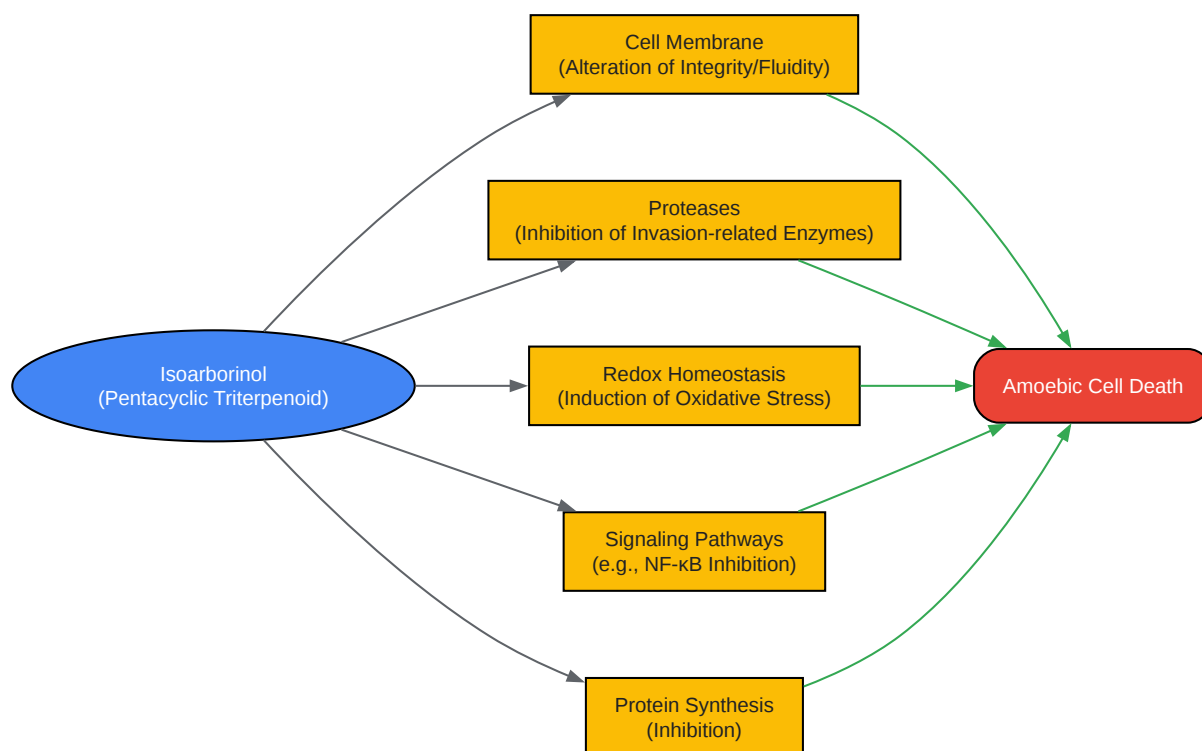 Cell Membrane
(Alteration of Integrity/Fluidity)
Proteases
(Inhibition of Invasion-related Enzymes)
Isoarborinol
(Pentacyclic Triterpenoid)
Redox Homeostasis
(Induction of Oxidative Stress)
Amoebic Cell Death
Signaling Pathways
(e.g., NF-κB Inhibition)
Protein Synthesis
(Inhibition)